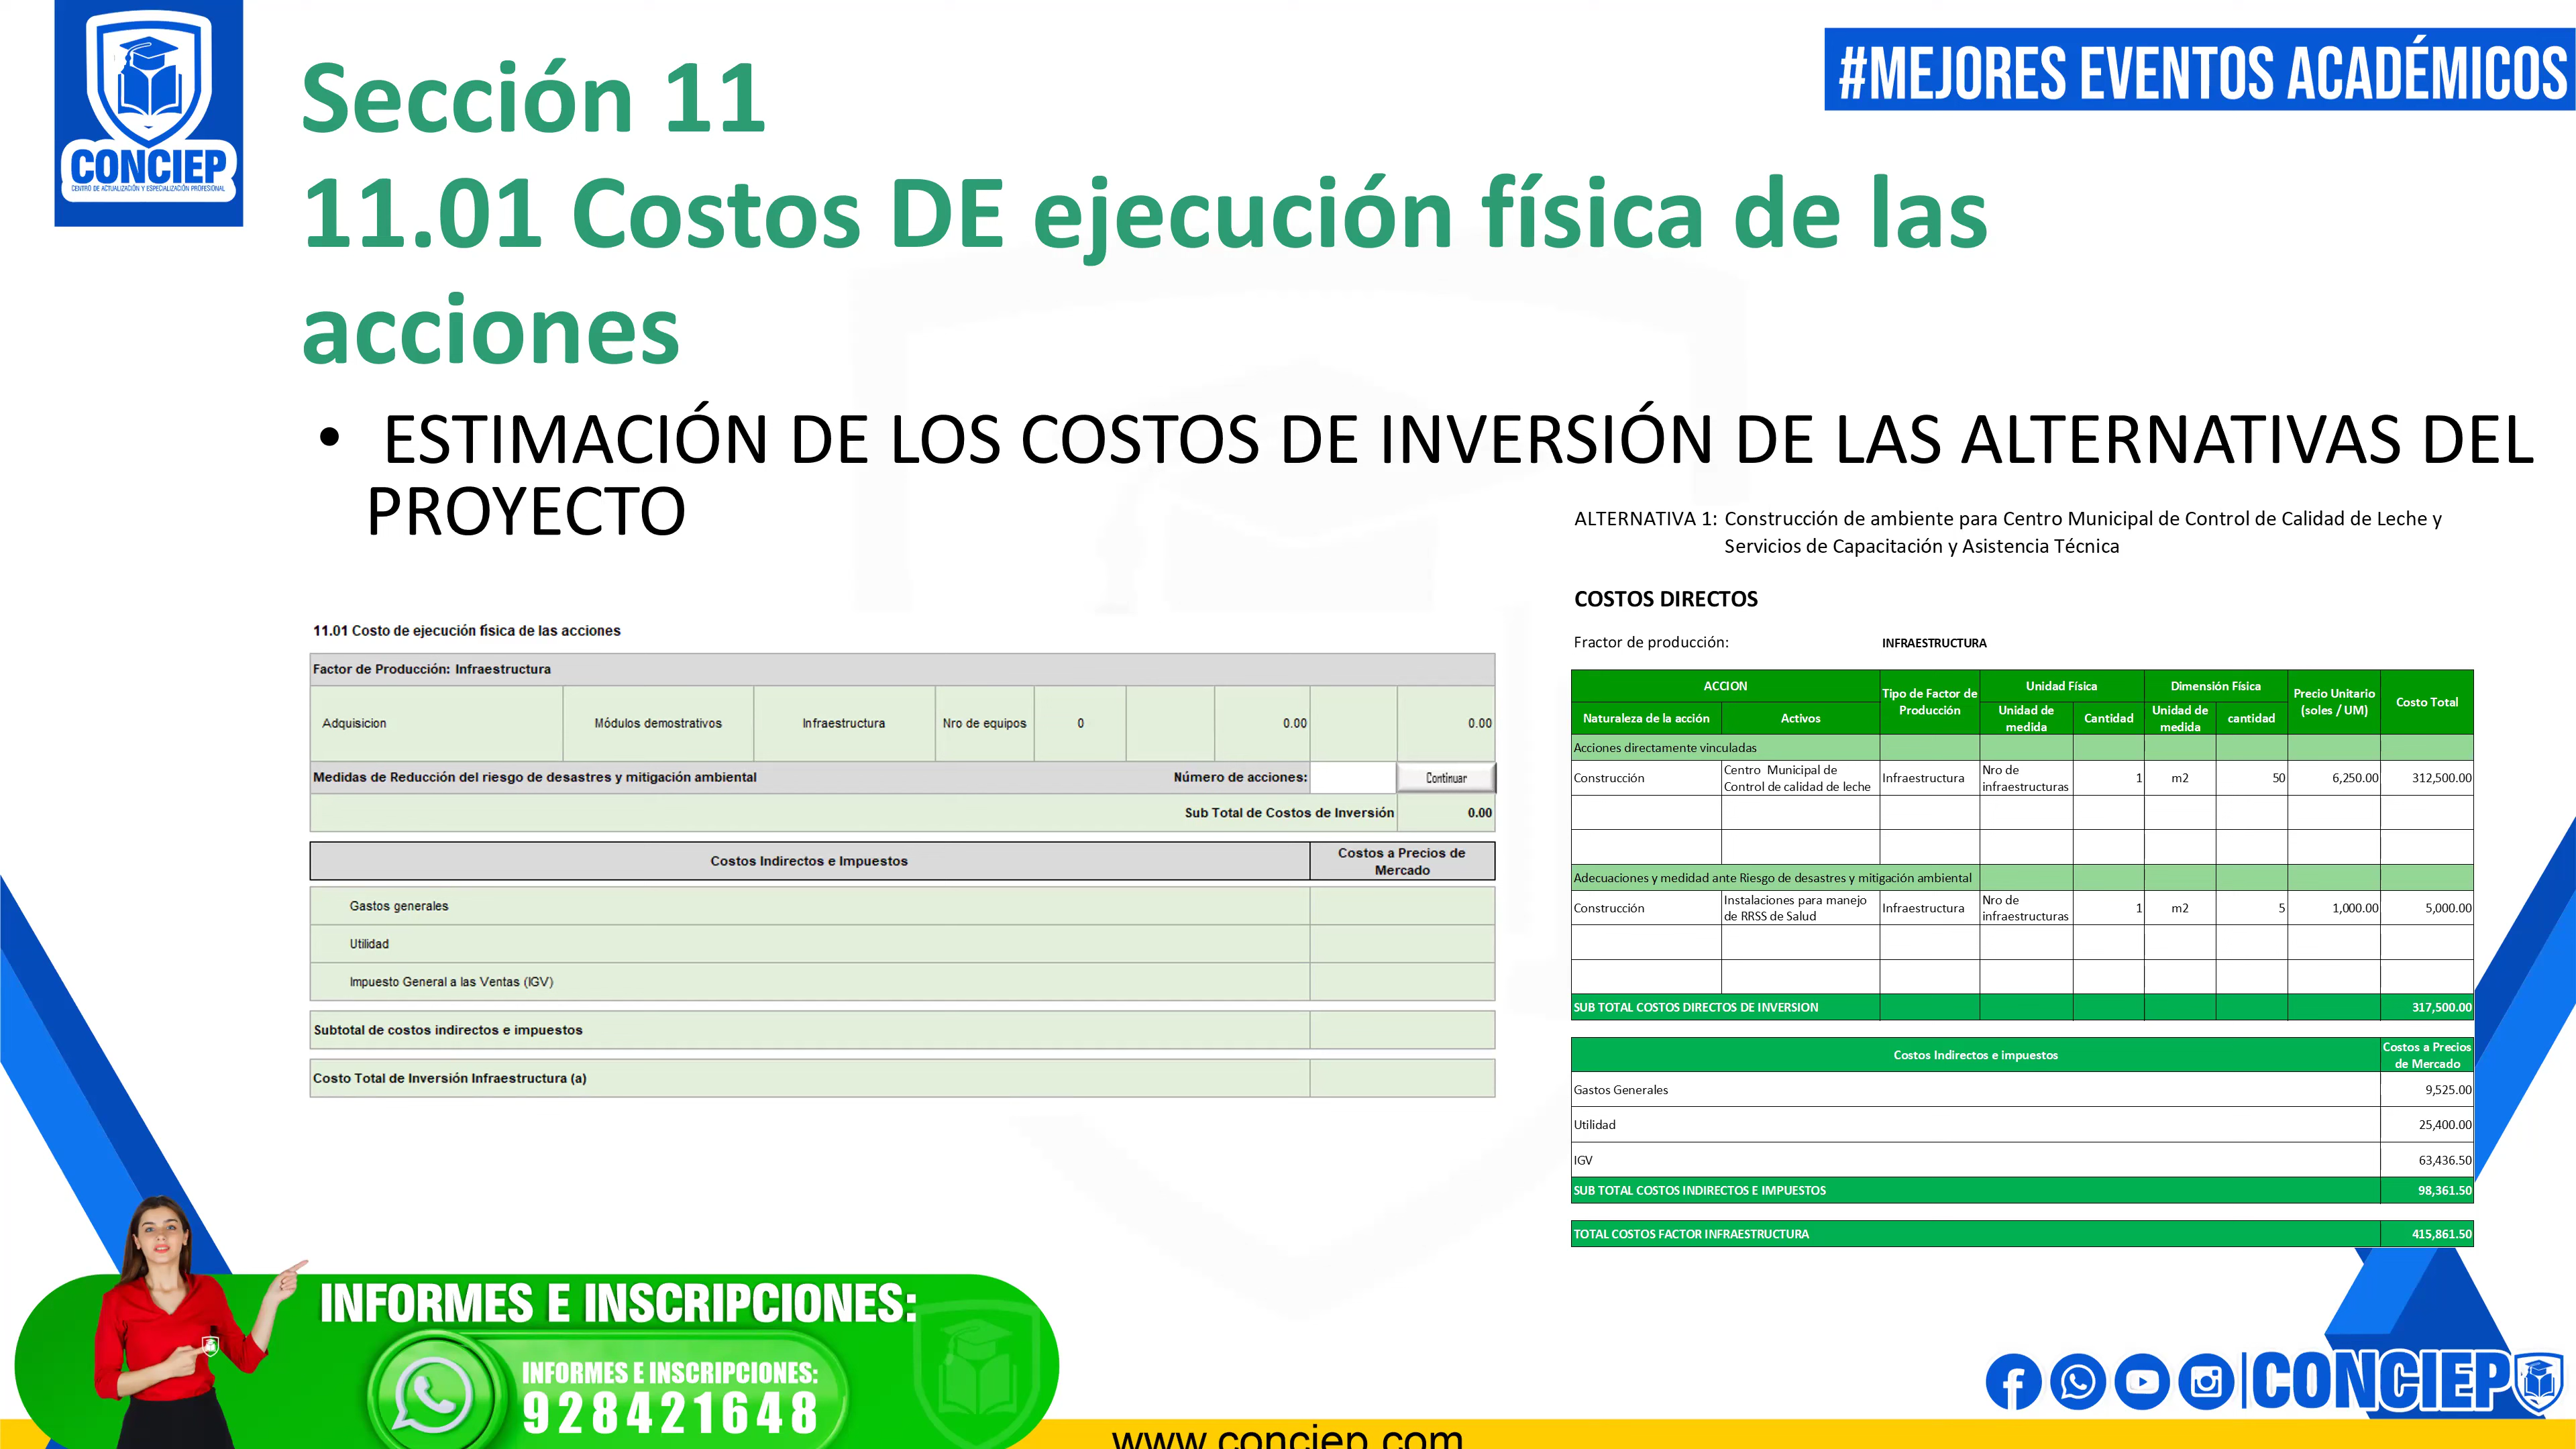 CONCIEP
CENTRO DE ACTUALIZACIÓN Y ESPECIALIZACIÓN PROFESIONAL
#MEJORES EVENTOS ACADÉMICOS
Sección 11
11.01 Costos DE ejecución física de las
acciones
• ESTIMACIÓN DE LOS COSTOS DE INVERSIÓN DE LAS ALTERNATIVAS DEL
PROYECTO
11.01 Costo de ejecución física de las acciones
Factor de Producción: Infraestructura
Adquisicion Módulos demostrativos Infraestructura Nro de equipos 0 0.00 0.00
Medidas de Reducción del riesgo de desastres y mitigación ambiental Número de acciones: Continuar
Sub Total de Costos de Inversión 0.00
Costos Indirectos e Impuestos Costos a Precios de
Mercado
Gastos generales
Utilidad
Impuesto General a las Ventas (IGV)
Subtotal de costos indirectos e impuestos
Costo Total de Inversión Infraestructura (a)
ALTERNATIVA 1: Construcción de ambiente para Centro Municipal de Control de Calidad de Leche y
Servicios de Capacitación y Asistencia Técnica
COSTOS DIRECTOS
Fractor de producción: INFRAESTRUCTURA
ACCION Tipo de Factor de Producción Unidad Física Dimensión Física Precio Unitario (soles / UM) Costo Total
Naturaleza de la acción Activos Unidad de medida Cantidad Unidad de medida cantidad
Acciones directamente vinculadas
Construcción Centro Municipal de Control de calidad de leche Infraestructura Nro de infraestructuras 1 m2 50 6,250.00 312,500.00
Adecuaciones y medidad ante Riesgo de desastres y mitigación ambiental
Construcción Instalaciones para manejo de RRSS de Salud Infraestructura Nro de infraestructuras 1 m2 5 1,000.00 5,000.00
SUB TOTAL COSTOS DIRECTOS DE INVERSION 317,500.00
Costos Indirectos e impuestos Costos a Precios de Mercado
Gastos Generales 9,525.00
Utilidad 25,400.00
IGV 63,436.50
SUB TOTAL COSTOS INDIRECTOS E IMPUESTOS 98,361.50
TOTAL COSTOS FACTOR INFRAESTRUCTURA 415,861.50
INFORMES E INSCRIPCIONES:
INFORMES E INSCRIPCIONES:
928421648
www.conciep.com
CONCIEP